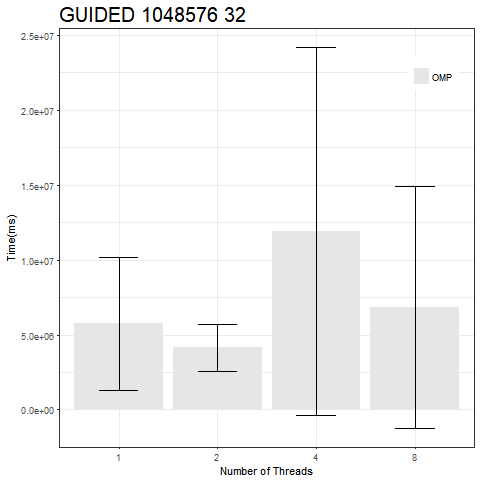 GUIDED 1048576 32
2.5e+07
2.0e+07
1.5e+07
1.0e+07
5.0e+06
0.0e+00
Time(ms)
OMP
1 2 4 8
Number of Threads